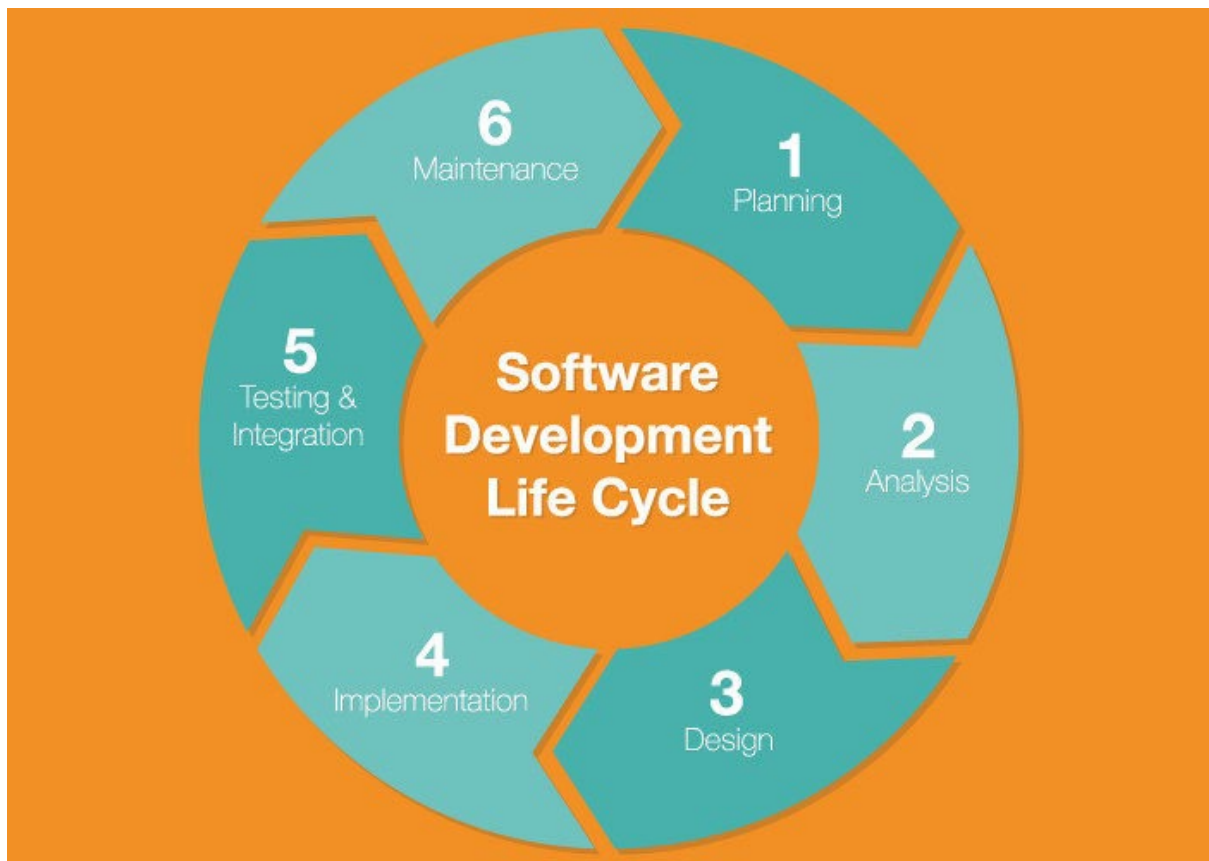 Software
Development
Life Cycle
1
Planning
2
Analysis
3
Design
4
Implementation
5
Testing &
Integration
6
Maintenance